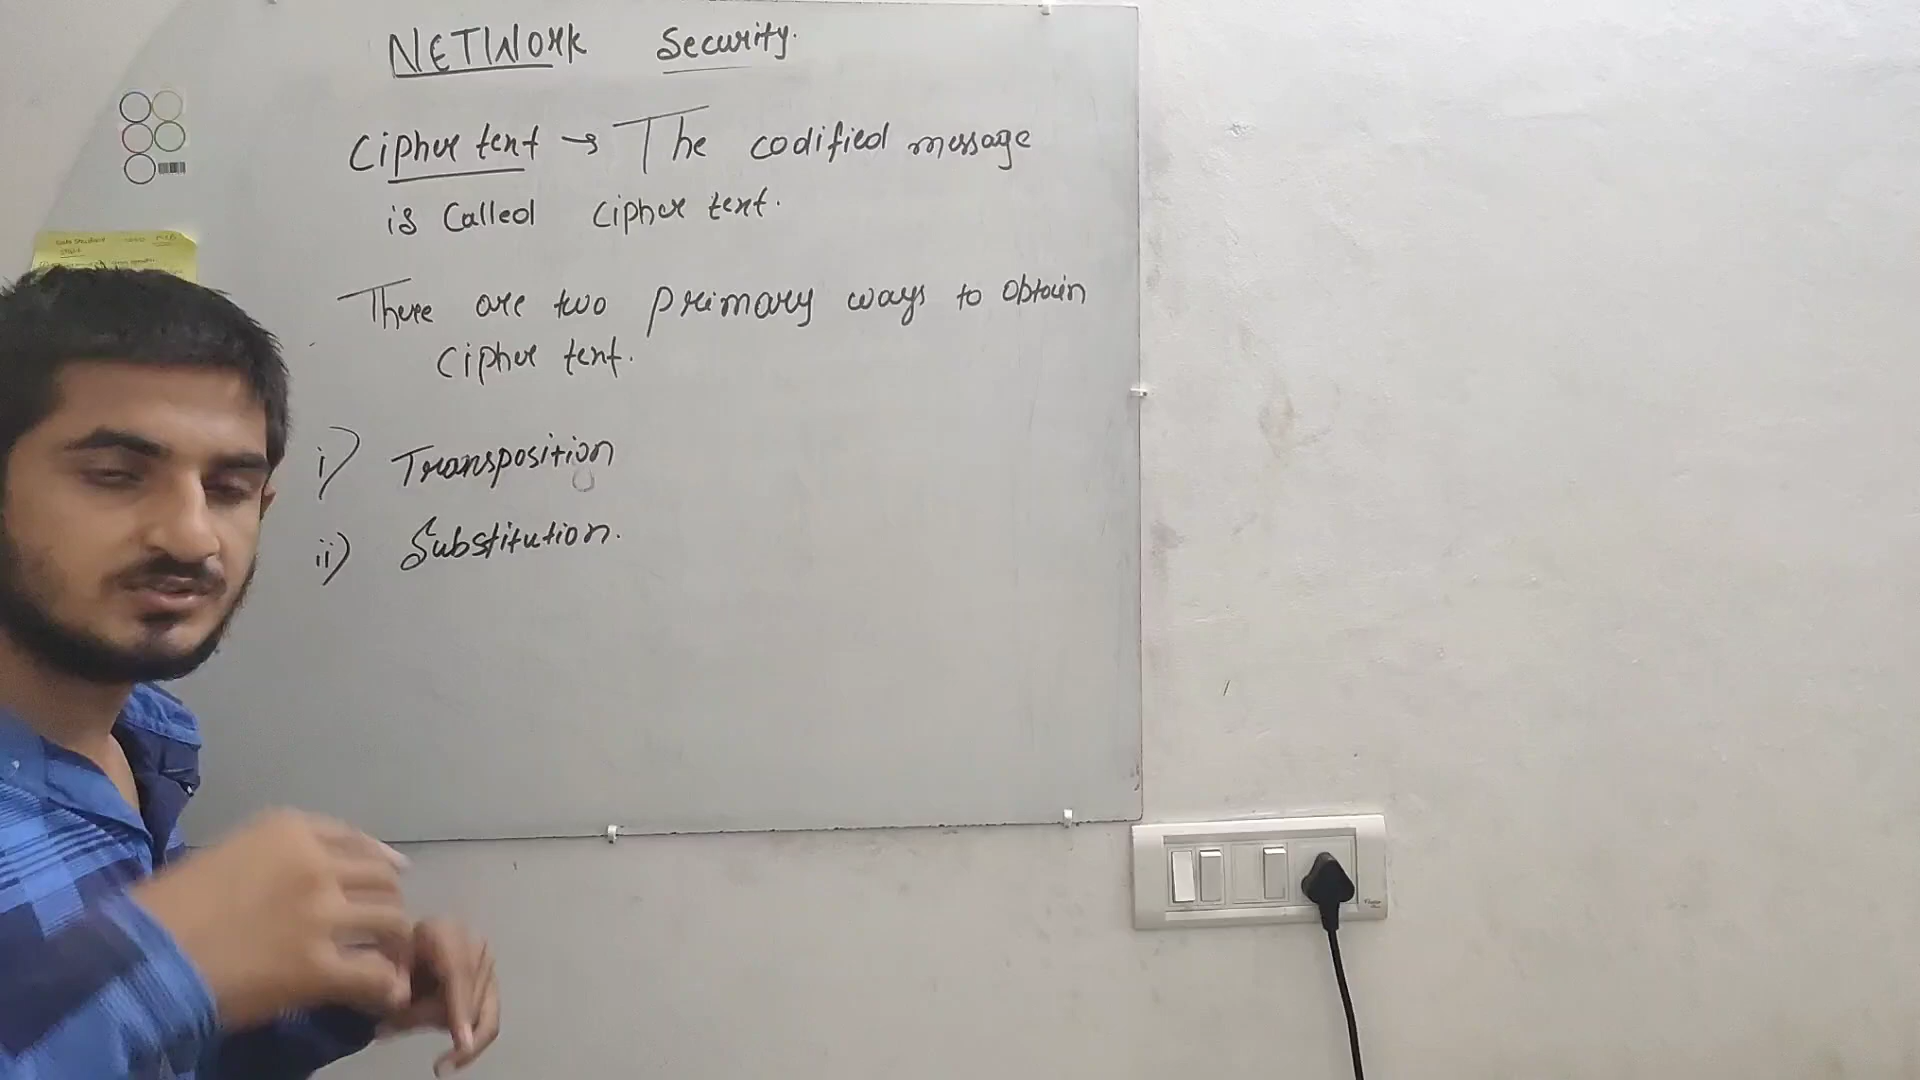 NETWORK Security.
Cipher text → The codified message
is Called cipher text.
There are two primary ways to obtain
cipher text.
i) Transposition
ii) Substitution.